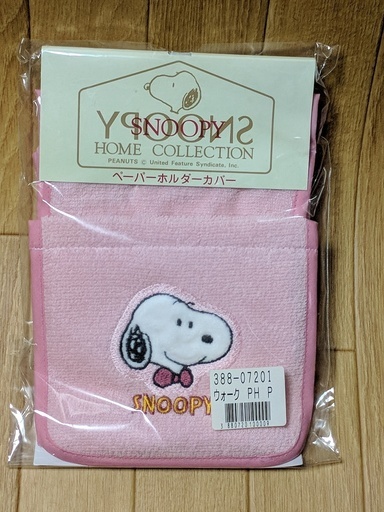 SNOOPY
HOME COLLECTION
PEANUTS © United Feature Syndicate, Inc.
ペーパーホルダーカバー
SNOOPY
388-07201
ウォーク PH P